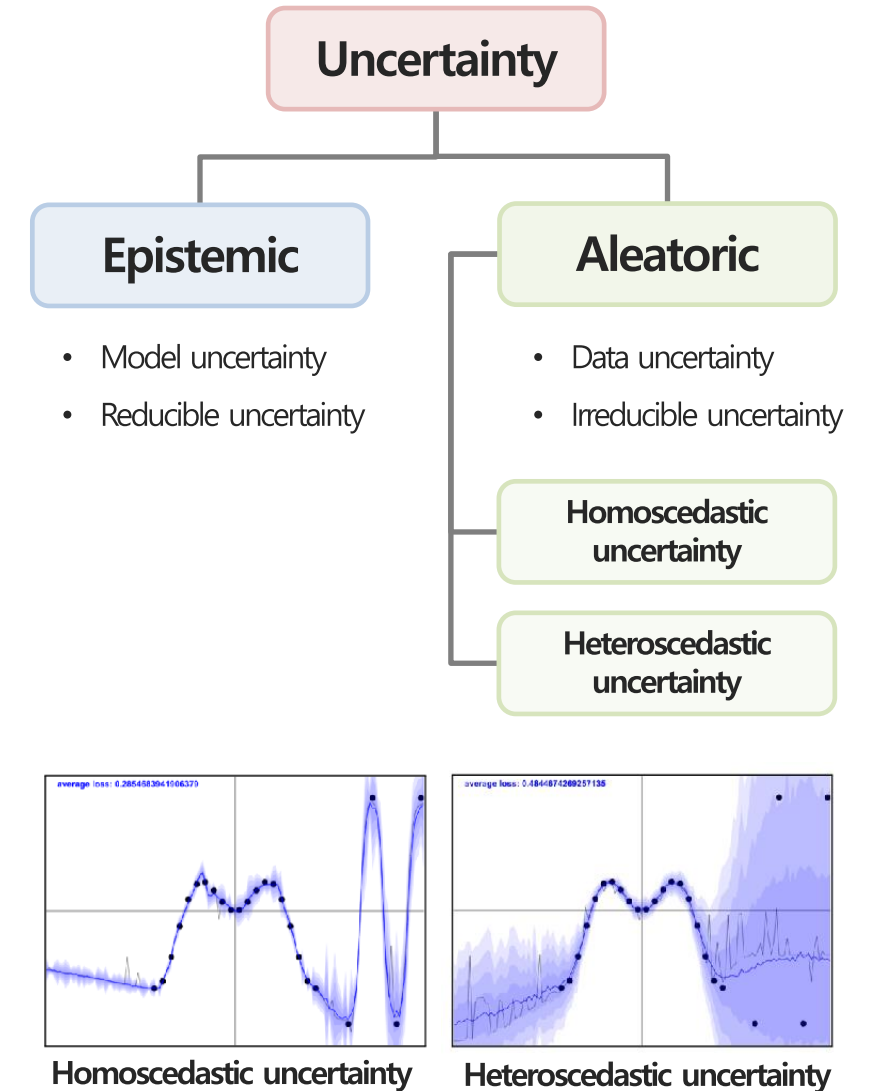 Uncertainty
Epistemic
• Model uncertainty
• Reducible uncertainty
Aleatoric
• Data uncertainty
• Irreducible uncertainty
Homoscedastic
uncertainty
Heteroscedastic
uncertainty
average loss: 0.2854683941906379
average loss: 0.4844674269257135
Homoscedastic uncertainty
Heteroscedastic uncertainty